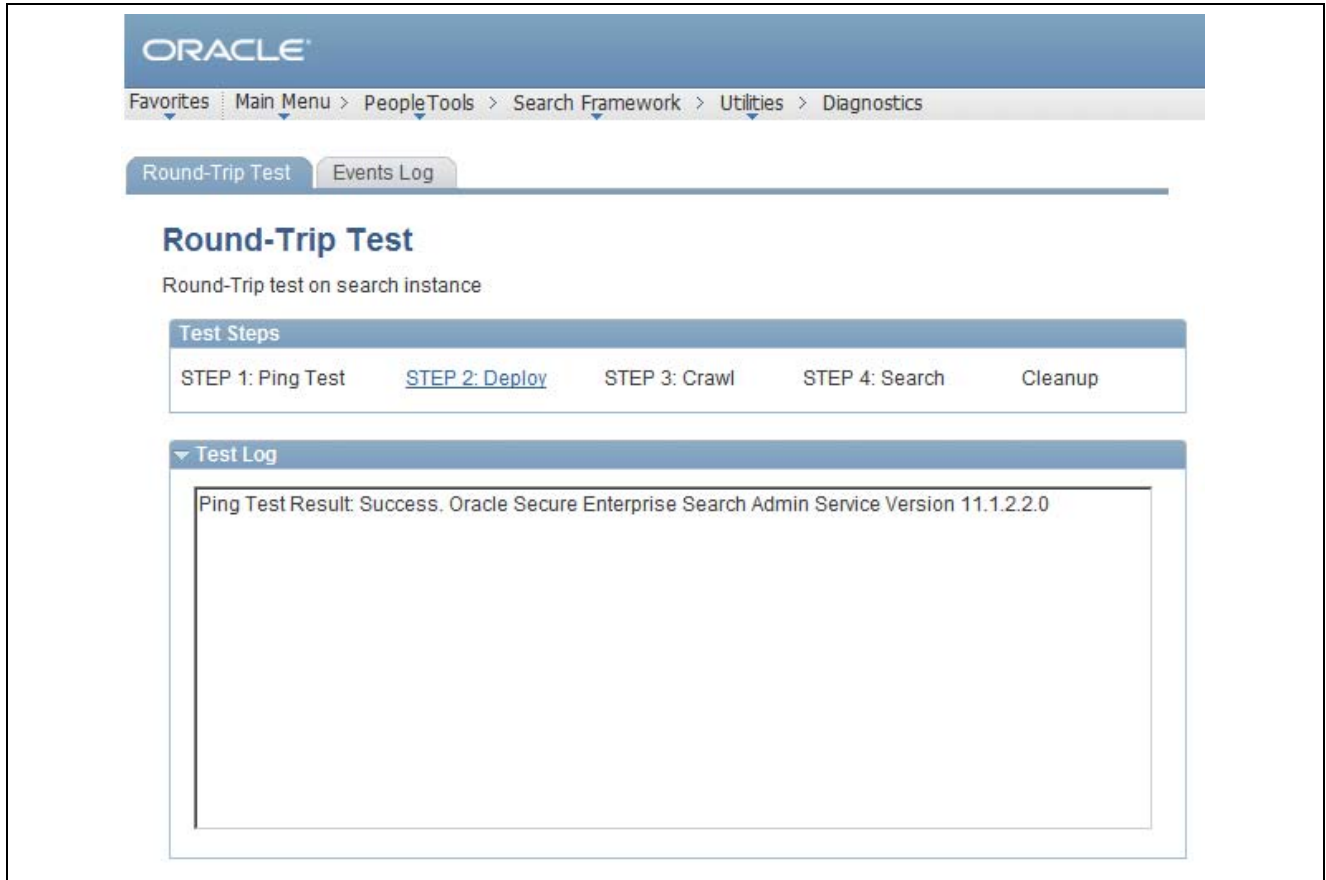 ORACLE
Favorites Main Menu > PeopleTools > Search Framework > Utilities > Diagnostics
Round-Trip Test Events Log
Round-Trip Test
Round-Trip test on search instance
Test Steps
STEP 1: Ping Test STEP 2: Deploy STEP 3: Crawl STEP 4: Search Cleanup
Test Log
Ping Test Result: Success. Oracle Secure Enterprise Search Admin Service Version 11.1.2.2.0